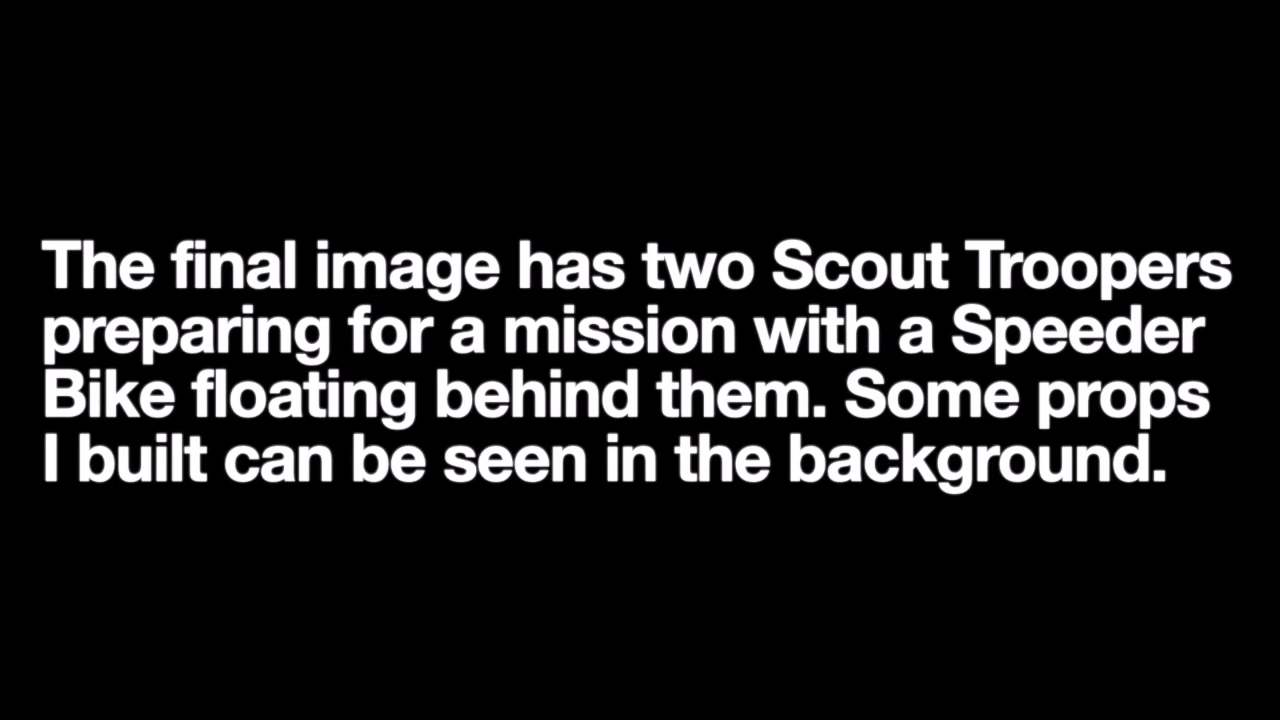 The final image has two Scout Troopers
preparing for a mission with a Speeder
Bike floating behind them. Some props
I built can be seen in the background.